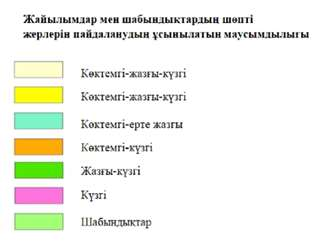 Жайылымдар мен шабындықтардың шөпті
жерлерін пайдаланудың ұсынылатын маусымдылығы
Көктемгі-жазғы-күзгі
Көктемгі-жазғы-күзгі
Көктемгі-ерте жазғы
Көктемгі-күзгі
Жазғы-күзгі
Күзгі
Шабындықтар